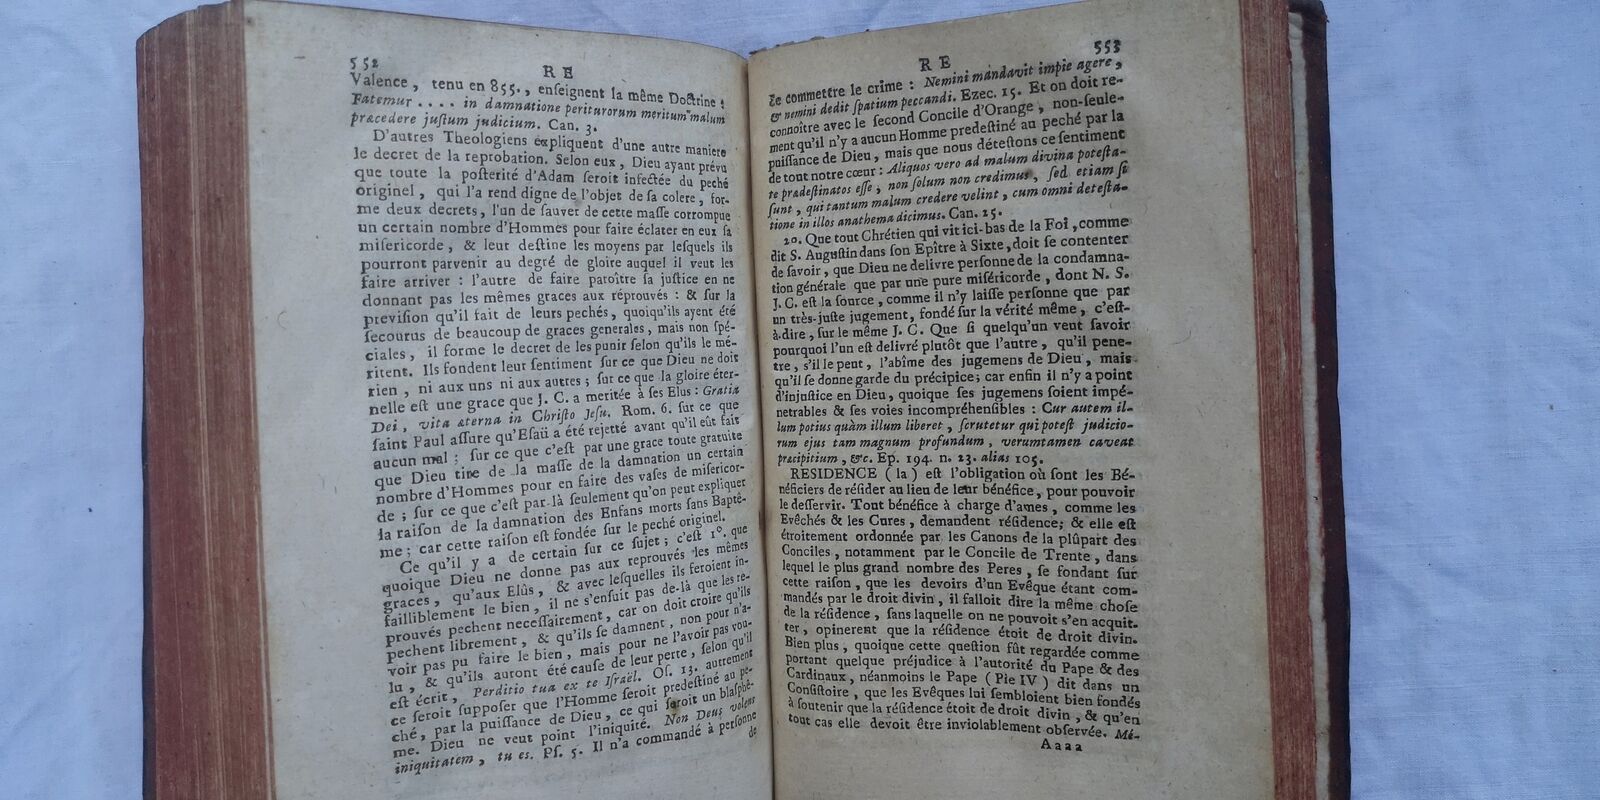 552
RE
Valence, tenu en 855., enſeignent la même Doctrine :
Fatemur .... in damnatione periturorum meritum malum
præcedere juſtum judicium. Can. 3.
D'autres Theologiens expliquent d'une autre maniere
le decret de la reprobation. Selon eux, Dieu ayant prévu
que toute la poſterité d'Adam ſeroit infectée du peché
originel, qui l'a rend digne de l'objet de ſa colere, for-
me deux decrets, l'un de ſauver de cette maſſe corrompue
un certain nombre d'Hommes pour faire éclater en eux ſa
miſericorde, & leur deſtine les moyens par leſquels ils
pourront parvenir au degré de gloire auquel il veut les
faire arriver : l'autre de faire paroître ſa juſtice en ne
donnant pas les mêmes graces aux réprouvés : & ſur la
previſion qu'il fait de leurs pechés, quoiqu'ils ayent été
ſecourus de beaucoup de graces generales, mais non ſpé-
ciales, il forme le decret de les punir ſelon qu'ils le mé-
ritent. Ils fondent leur ſentiment ſur ce que Dieu ne doit
rien, ni aux uns ni aux autres ; ſur ce que la gloire éter-
nelle eſt une grace que J. C. a meritée à ſes Elus : Gratia
Dei, vita æterna in Chriſto Jeſu. Rom. 6. ſur ce que
ſaint Paul aſſure qu'Eſaü a été rejetté avant qu'il eût fait
aucun mal ; ſur ce que c'eſt par une grace toute gratuite
que Dieu tire de la maſſe de la damnation un certain
nombre d'Hommes pour en faire des vaſes de miſericor-
de ; ſur ce que c'eſt par-là ſeulement qu'on peut expliquer
la raiſon de la damnation des Enfans morts ſans Baptê-
me ; car cette raiſon eſt fondée ſur le peché originel.
Ce qu'il y a de certain ſur ce ſujet ; c'eſt 1°. que
quoique Dieu ne donne pas aux reprouvés les mêmes
graces, qu'aux Elûs, & avec leſquelles ils feroient in-
failliblement le bien, il ne s'enſuit pas de-là que les re-
prouvés pechent neceſſairement, car on doit croire qu'ils
pechent librement, & qu'ils ſe damnent, non pour n'a-
voir pas pu faire le bien, mais pour ne l'avoir pas vou-
lu, & qu'ils auront été cauſe de leur perte, ſelon qu'il
eſt écrit, Perditio tua ex te Iſraël. Oſ. 13. autrement
ce ſeroit ſuppoſer que l'Homme ſeroit predeſtiné au pe-
ché, par la puiſſance de Dieu, ce qui ſeroit un blaſphê-
me. Dieu ne veut point l'iniquité. Non Deus volens
iniquitatem, tu es. Pſ. 5. Il n'a commandé à perſonne
de
553
RE
de commettre le crime : Nemini mandavit impie agere,
& nemini dedit ſpatium peccandi. Ezec. 15. Et on doit re-
connoître avec le ſecond Concile d'Orange, non-ſeule-
ment qu'il n'y a aucun Homme predeſtiné au peché par la
puiſſance de Dieu, mais que nous déteſtons ce ſentiment
de tout notre cœur : Aliquos vero ad malum divina poteſta-
te prædeſtinatos eſſe, non ſolum non credimus, ſed etiam ſi
ſunt, qui tantum malum credere velint, cum omni deteſta-
tione in illos anathema dicimus. Can. 25.
20. Que tout Chrétien qui vit ici-bas de la Foi, comme
dit S. Auguſtin dans ſon Epître à Sixte, doit ſe contenter
de ſavoir, que Dieu ne delivre perſonne de la condamna-
tion générale que par une pure miſéricorde, dont N. S.
J. C. eſt la ſource, comme il n'y laiſſe perſonne que par
un très-juſte jugement, fondé ſur la vérité même, c'eſt-
à-dire, ſur le même J. C. Que ſi quelqu'un veut ſavoir
pourquoi l'un eſt delivré plutôt que l'autre, qu'il pene-
tre, s'il le peut, l'abîme des jugemens de Dieu, mais
qu'il ſe donne garde du précipice; car enfin il n'y a point
d'injuſtice en Dieu, quoique ſes jugemens ſoient impé-
netrables & ſes voies incompréhenſibles : Cur autem il-
lum potius quàm illum liberet, ſcrutetur qui poteſt judicio-
rum ejus tam magnum profundum, verumtamen caveat
præcipitium, &c. Ep. 194. n. 23. alias 105.
RESIDENCE (la) eſt l'obligation où ſont les Bé-
néficiers de réſider au lieu de leur bénéfice, pour pouvoir
le deſſervir. Tout bénéfice à charge d'ames, comme les
Evêchés & les Cures, demandent réſidence; & elle eſt
étroitement ordonnée par les Canons de la plûpart des
Conciles, notamment par le Concile de Trente, dans
lequel le plus grand nombre des Peres, ſe fondant ſur
cette raiſon, que les devoirs d'un Evêque étant com-
mandés par le droit divin, il falloit dire la même choſe
de la réſidence, ſans laquelle on ne pouvoit s'en acquit-
ter, opinerent que la réſidence étoit de droit divin.
Bien plus, quoique cette queſtion fût regardée comme
portant quelque préjudice à l'autorité du Pape & des
Cardinaux, néanmoins le Pape (Pie IV) dit dans un
Conſiſtoire, que les Evêques lui ſembloient bien fondés
à ſoutenir que la réſidence étoit de droit divin, & qu'en
tout cas elle devoit être inviolablement obſervée. Mé-
Aaaa